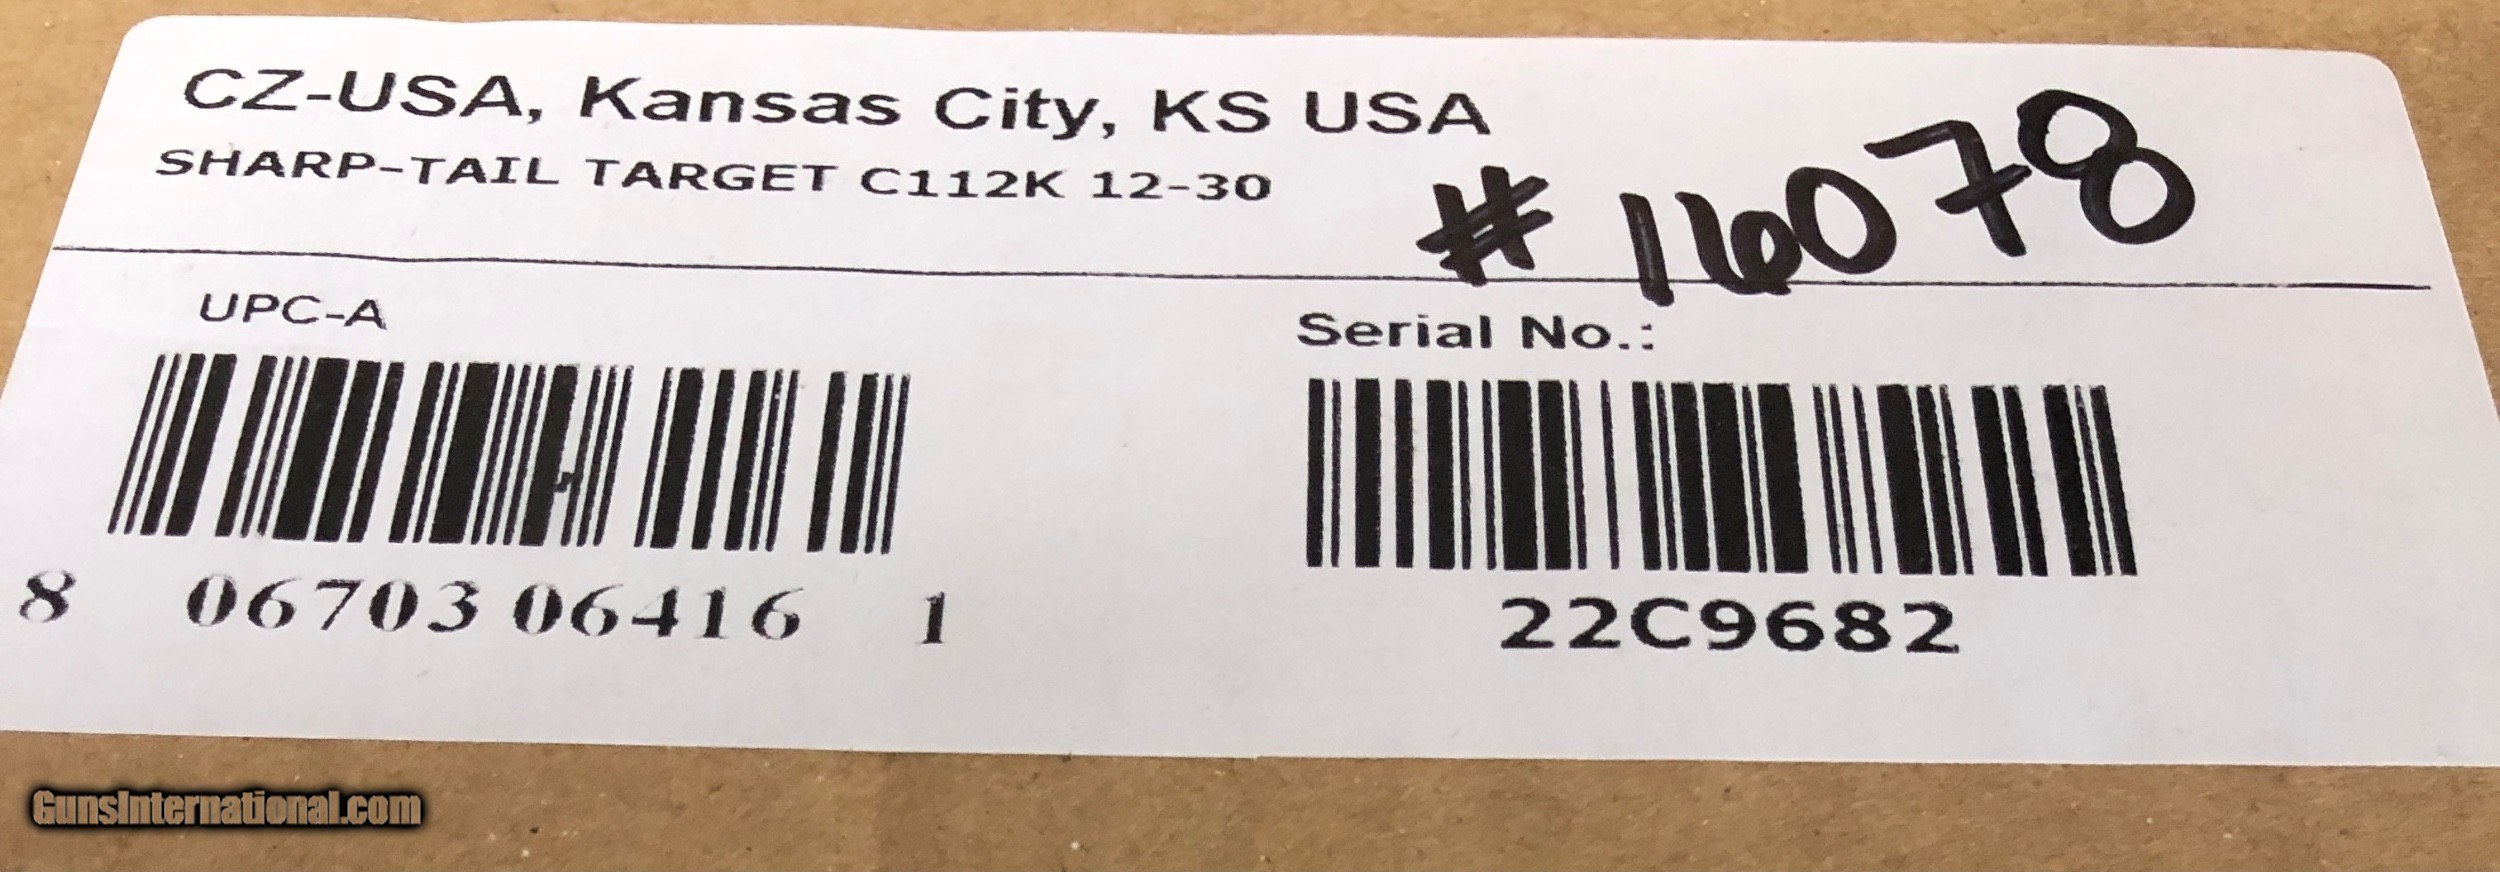 CZ-USA, Kansas City, KS USA
SHARP-TAIL TARGET C112K 12-30
#16078
UPC-A
Serial No.:
8 06703 06416 1
22C9682
GunsInternational.com